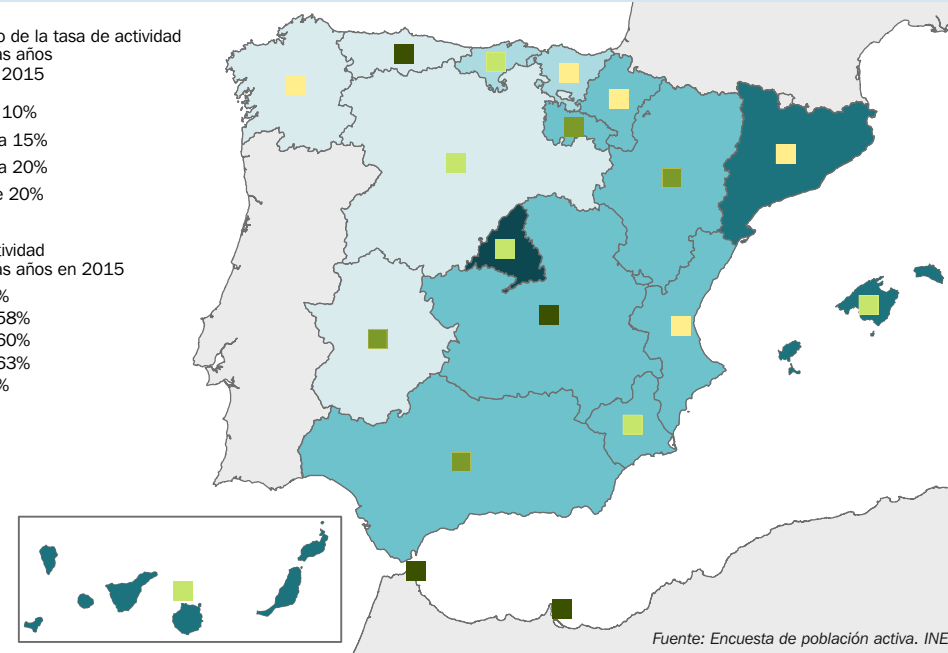 o de la tasa de actividad
as años
2015
10%
a 15%
a 20%
e 20%
tividad
as años en 2015
%
58%
60%
63%
%
Fuente: Encuesta de población activa. INE